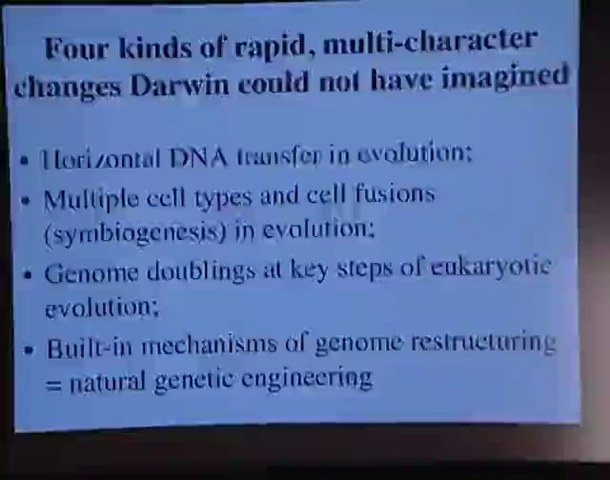 Four kinds of rapid, multi-character
changes Darwin could not have imagined
• Horizontal DNA transfer in evolution;
• Multiple cell types and cell fusions
(symbiogenesis) in evolution;
• Genome doublings at key steps of eukaryotic
evolution;
• Built-in mechanisms of genome restructuring
= natural genetic engineering